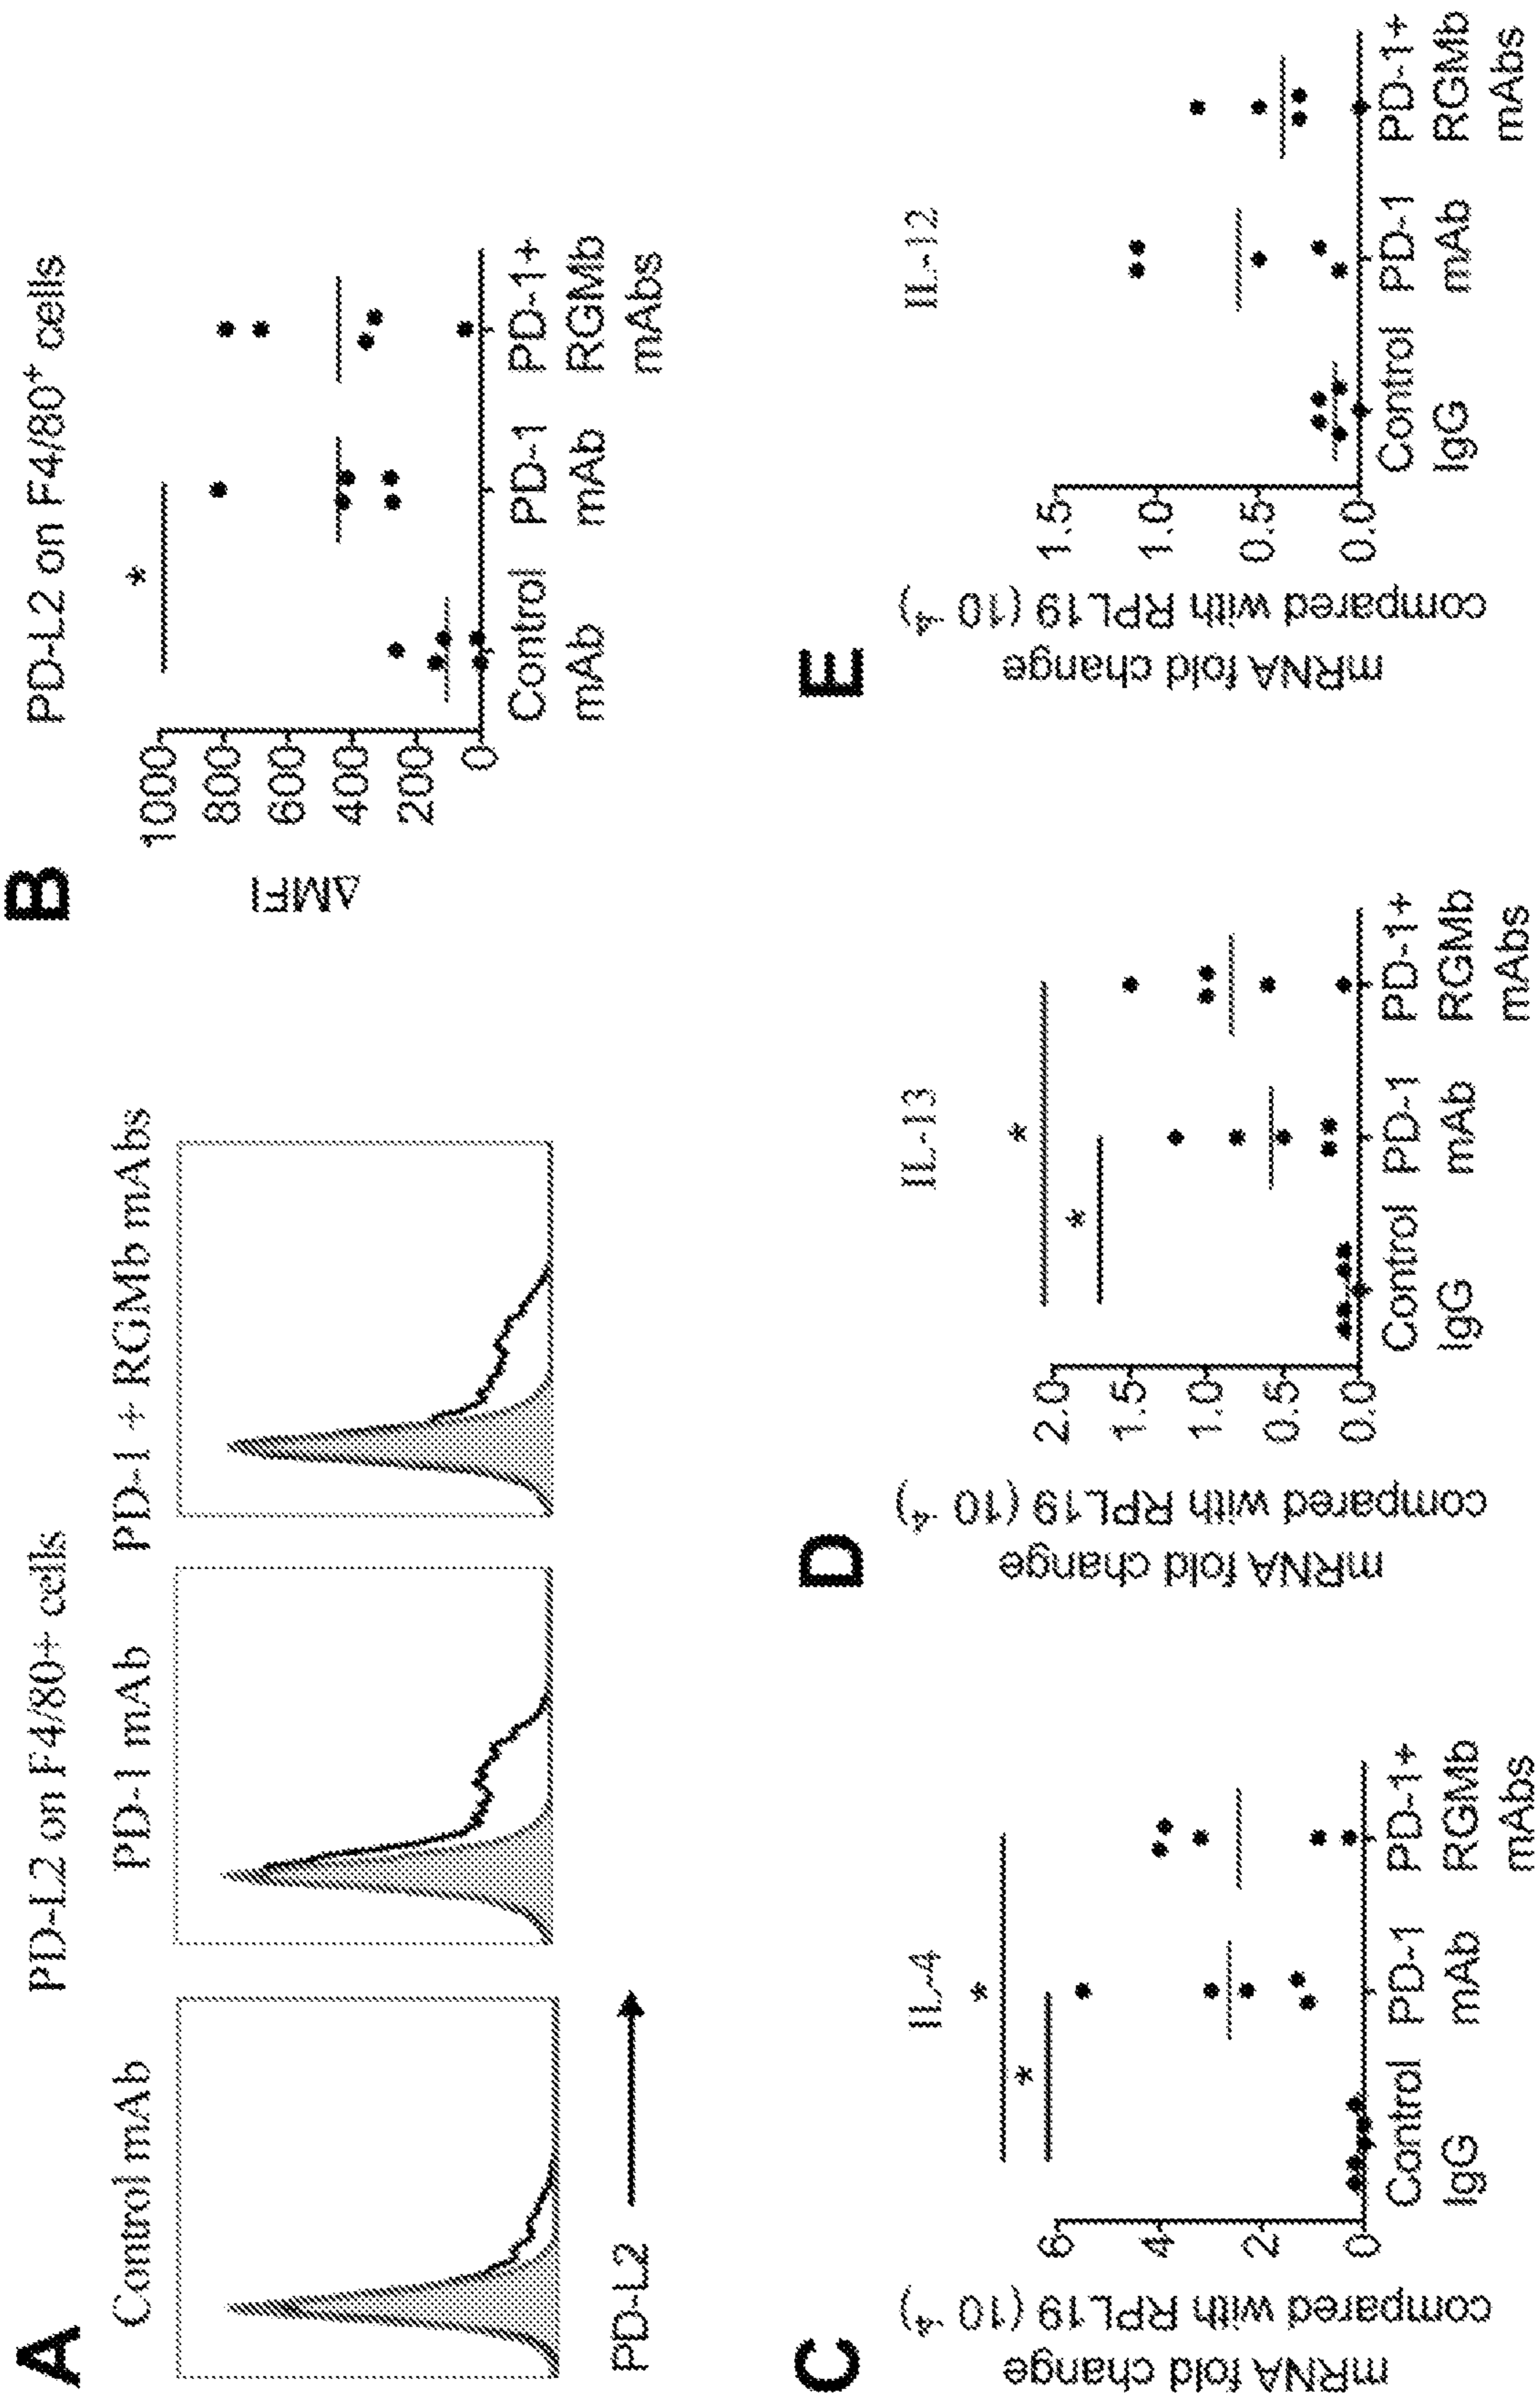 A
PD-L2 on F4/80+ cells
Control mAb
PD-1 mAb
PD-1 + RGMb mAbs
PD-L2
B
PD-L2 on F4/80+ cells
ΔMFI
1000
800
600
400
200
0
*
Control mAb
PD-1 mAb
PD-1+ RGMb mAbs
C
IL-4
mRNA fold change
compared with RPL19 (10 4)
6
4
2
0
*
*
Control IgG
PD-1 mAb
PD-1+ RGMb mAbs
D
IL-13
mRNA fold change
compared with RPL19 (10 4)
2.0
1.5
1.0
0.5
0.0
*
*
Control IgG
PD-1 mAb
PD-1+ RGMb mAbs
E
IL-12
mRNA fold change
compared with RPL19 (10 4)
1.5
1.0
0.5
0.0
Control IgG
PD-1 mAb
PD-1+ RGMb mAbs